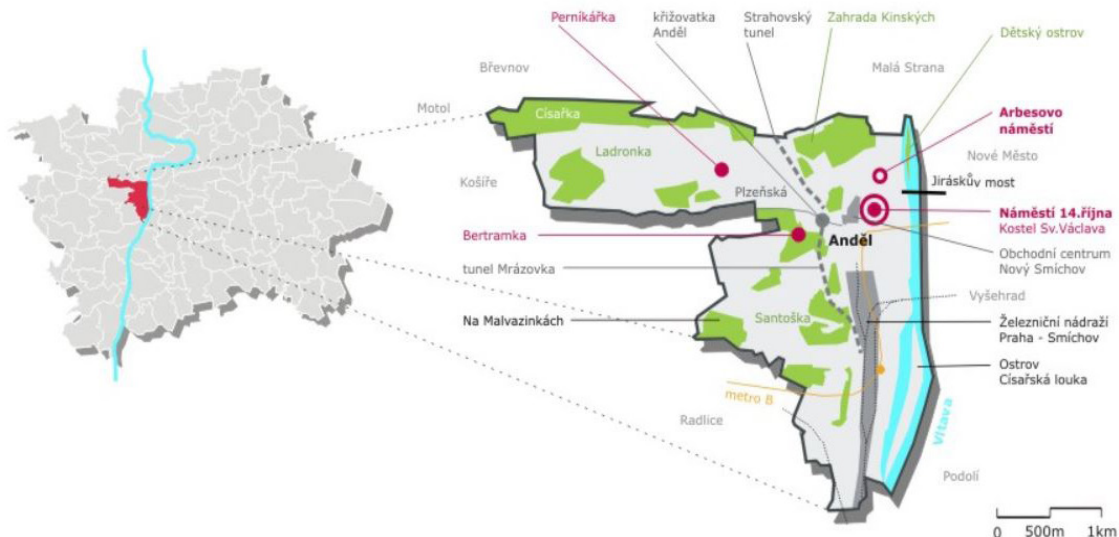 Perníkářka
křižovatka
Anděl
Strahovský
tunel
Zahrada Kinských
Dětský ostrov
Břevnov
Malá Strana
Motol
Císařka
Arbesovo
náměstí
Ladronka
Nové Město
Košíře
Plzeňská
Jiráskův most
Náměstí 14.října
Kostel Sv.Václava
Bertramka
Anděl
Obchodní centrum
Nový Smíchov
tunel Mrázovka
Vyšehrad
Na Malvazinkách
Santoška
Železniční nádraží
Praha - Smíchov
Ostrov
Císařská louka
metro B
Radlice
Vltava
Podolí
0 500m 1km